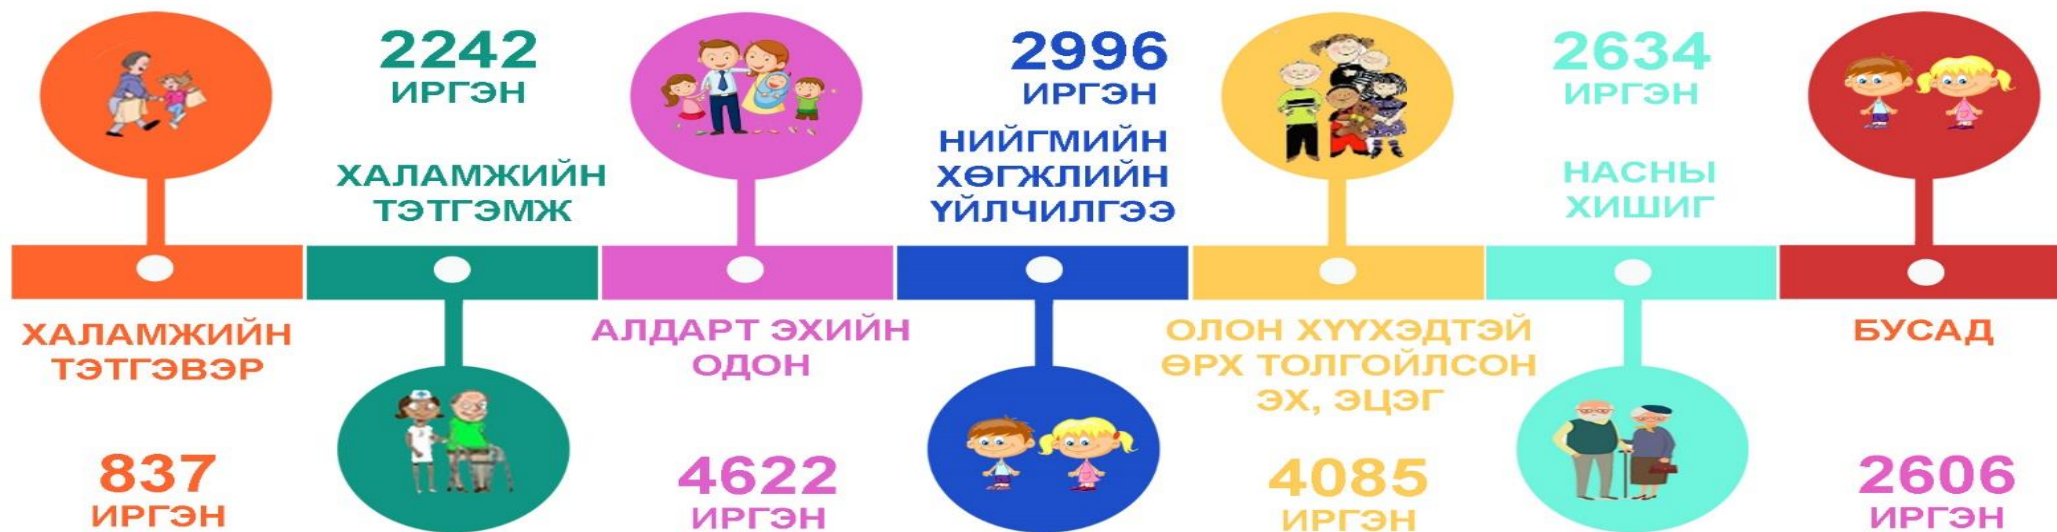 ХАЛАМЖИЙН
ТЭТГЭВЭР
837
ИРГЭН
2242
ИРГЭН
ХАЛАМЖИЙН
ТЭТГЭМЖ
АЛДАРТ ЭХИЙН
ОДОН
4622
ИРГЭН
2996
ИРГЭН
НИЙГМИЙН
ХӨГЖЛИЙН
ҮЙЛЧИЛГЭЭ
ОЛОН ХҮҮХЭДТЭЙ
ӨРХ ТОЛГОЙЛСОН
ЭХ, ЭЦЭГ
4085
ИРГЭН
2634
ИРГЭН
НАСНЫ
ХИШИГ
БУСАД
2606
ИРГЭН